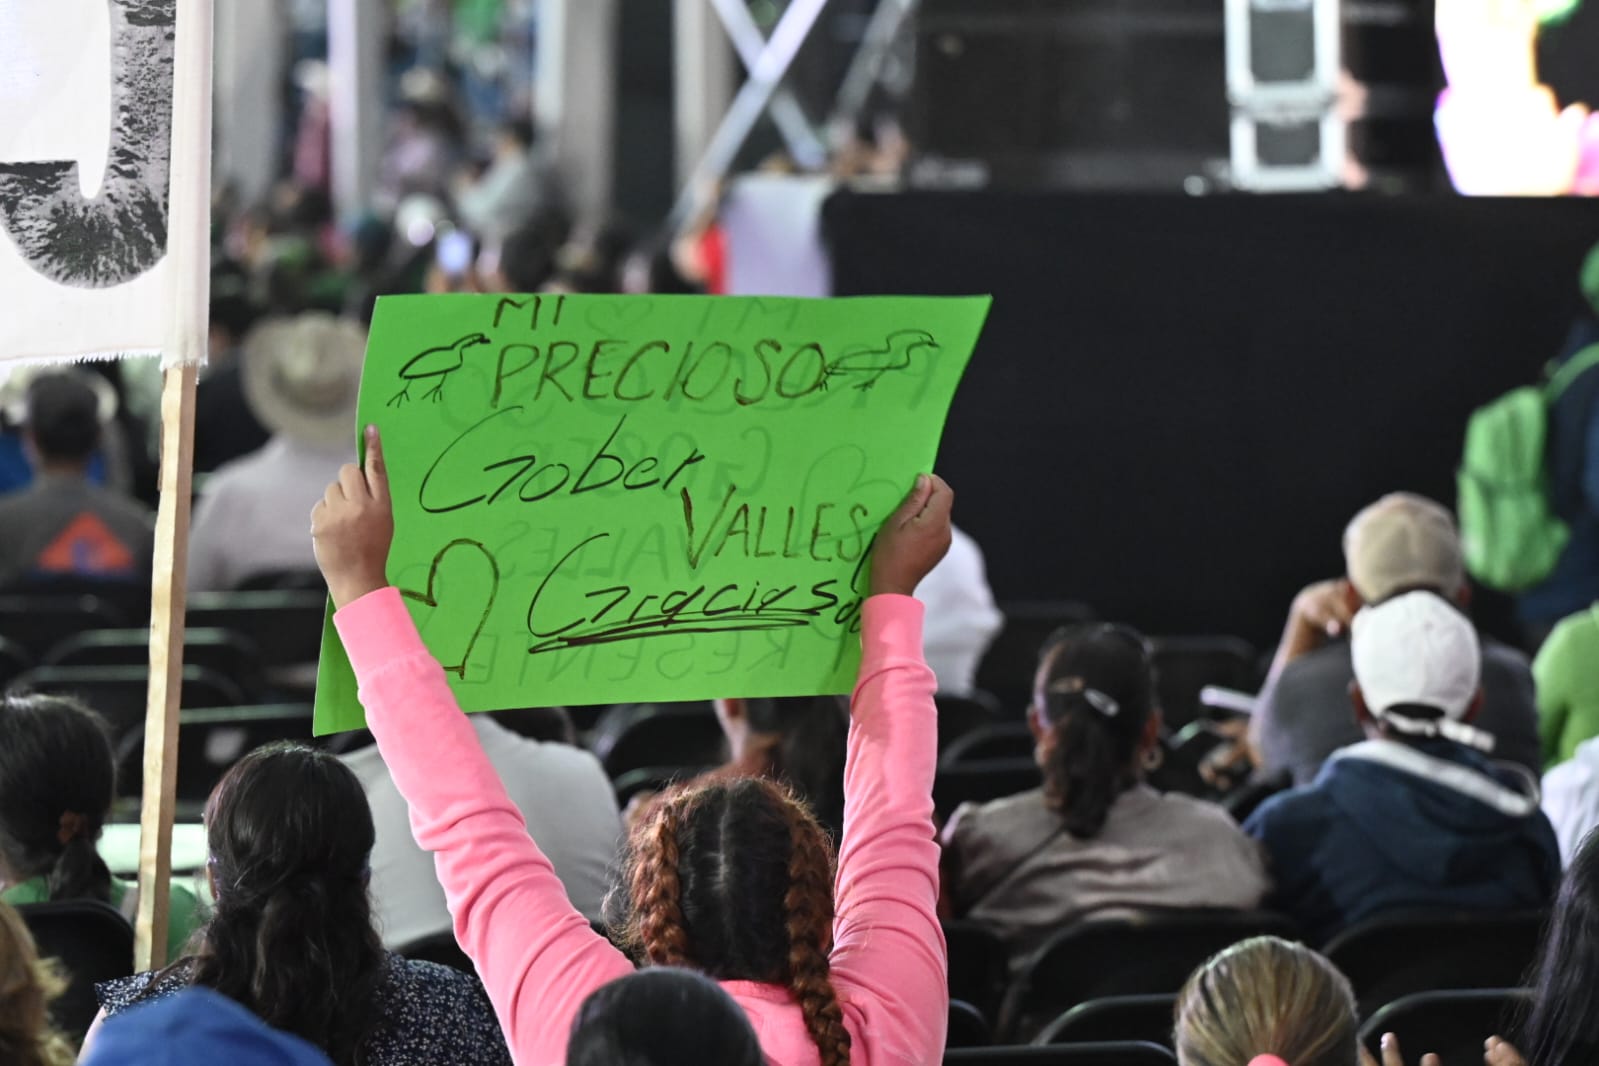 MI
PRECIOSO
Gober
VALLES
Gracias